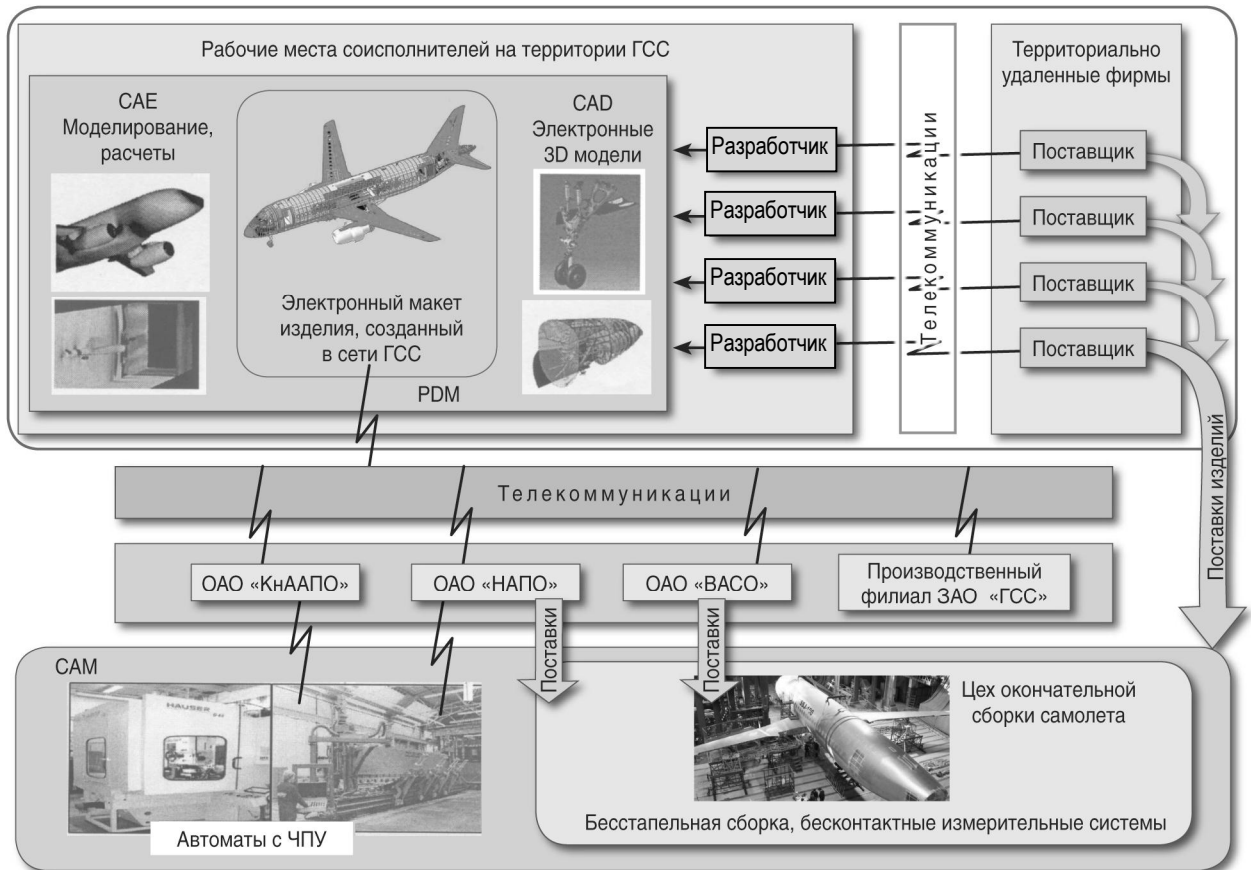 Рабочие места соисполнителей на территории ГСС
Территориально
удаленные фирмы
CAE
Моделирование,
расчеты
CAD
Электронные
3D модели
Электронный макет
изделия, созданный
в сети ГСС
PDM
Разработчик
Разработчик
Разработчик
Разработчик
Телекоммуникации
Поставщик
Поставщик
Поставщик
Поставщик
Поставки изделий
Телекоммуникации
ОАО «КнААПО»
ОАО «НАПО»
ОАО «ВАСО»
Производственный
филиал ЗАО «ГСС»
Поставки
Поставки
CAM
HAUSER
Автоматы с ЧПУ
Цех окончательной
сборки самолета
Бесстапельная сборка, бесконтактные измерительные системы